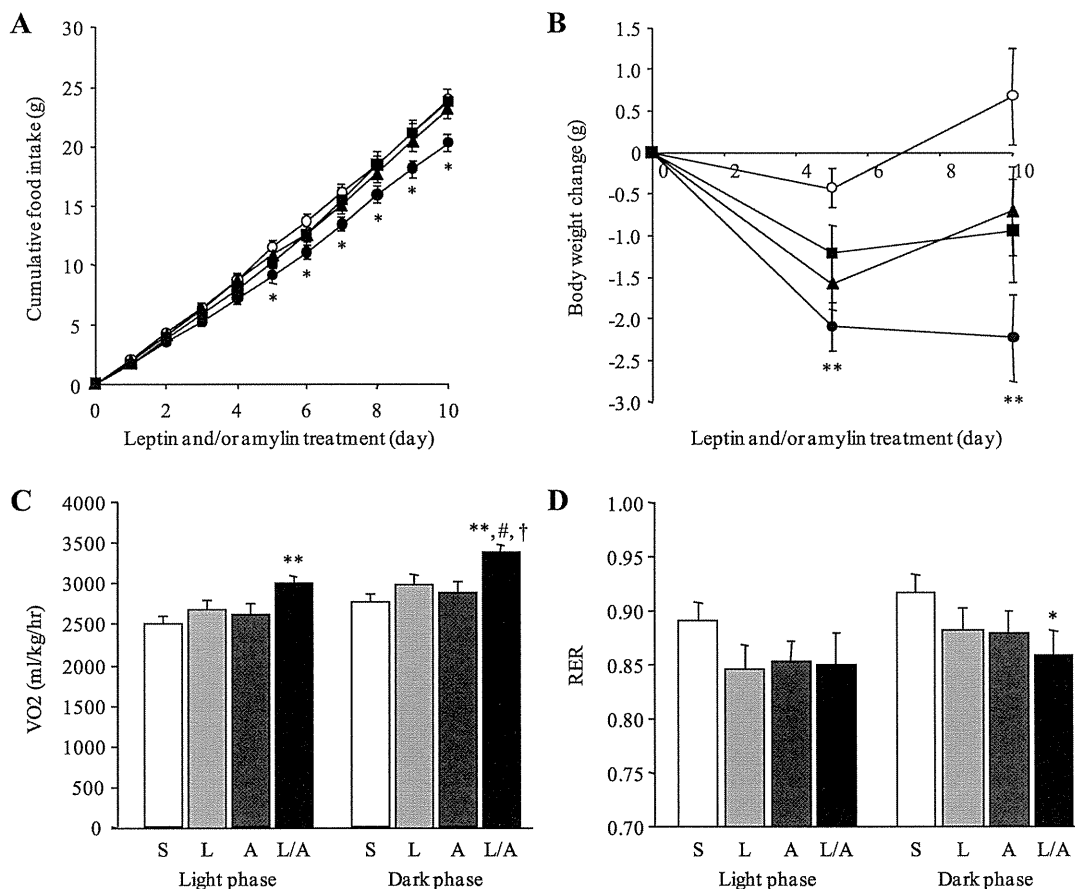 A
Cumulative food intake (g)
30
25
20
15
10
5
0
0 2 4 6 8 10
* * * * * *
Leptin and/or amylin treatment (day)
B
Body weight change (g)
1.5
1.0
0.5
0
-0.5
-1.0
-1.5
-2.0
-2.5
-3.0
0 2 4 6 8 10
** **
Leptin and/or amylin treatment (day)
C
VO2 (ml/kg/hr)
4000
3500
3000
2500
2000
1500
1000
500
0
** **, #, †
S L A L/A S L A L/A
Light phase Dark phase
D
RER
1.00
0.95
0.90
0.85
0.80
0.75
0.70
*
S L A L/A S L A L/A
Light phase Dark phase